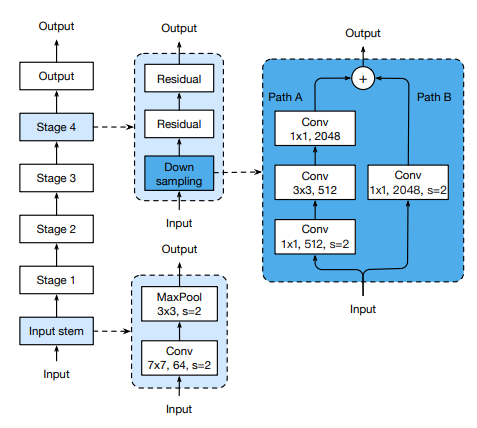 Output
Output
Stage 4
Stage 3
Stage 2
Stage 1
Input stem
Input
Output
Residual
Residual
Down
sampling
Input
Output
MaxPool
3x3, s=2
Conv
7x7, 64, s=2
Input
Output
+
Path A
Path B
Conv
1x1, 2048
Conv
3x3, 512
Conv
1x1, 512, s=2
Conv
1x1, 2048, s=2
Input